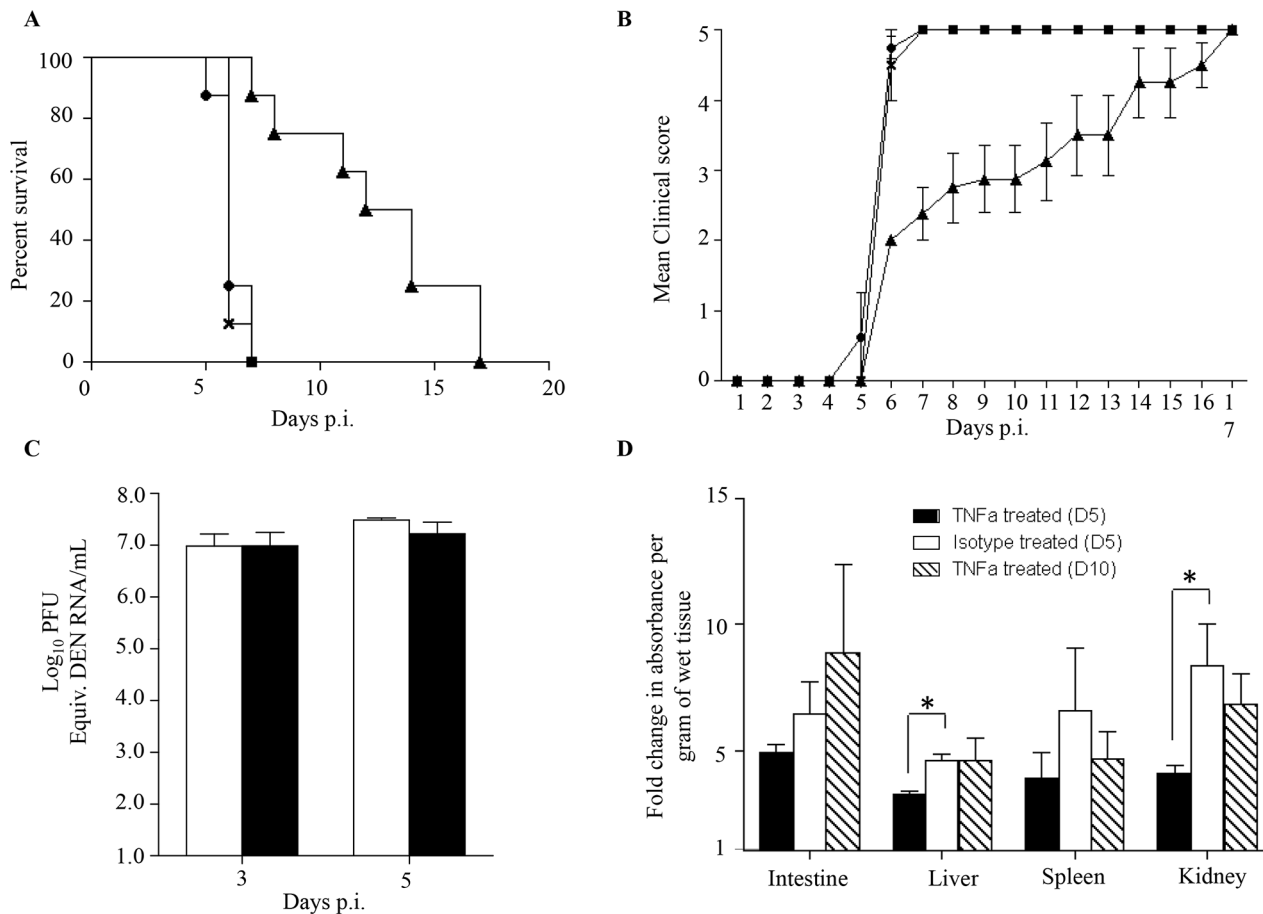 A
Percent survival
100
80
60
40
20
0
0 5 10 15 20
Days p.i.
B
Mean Clinical score
5
4
3
2
1
0
1 2 3 4 5 6 7 8 9 10 11 12 13 14 15 16 1
7
Days p.i.
C
Log10 PFU
Equiv. DEN RNA/mL
8.0
7.0
6.0
5.0
4.0
3.0
2.0
1.0
3 5
Days p.i.
D
Fold change in absorbance per
gram of wet tissue
15
10
5
1
TNFa treated (D5)
Isotype treated (D5)
TNFa treated (D10)
*
*
Intestine Liver Spleen Kidney